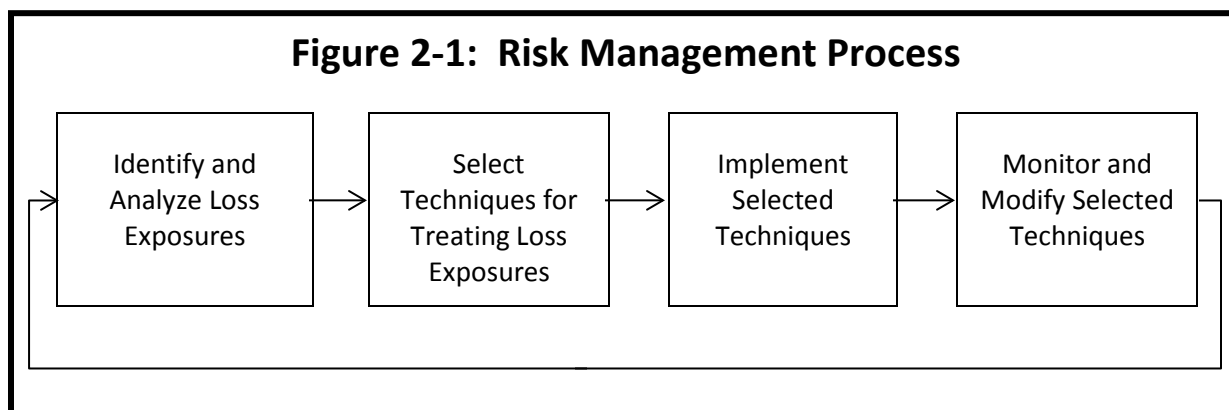 Figure 2-1: Risk Management Process
Identify and
Analyze Loss
Exposures
Select
Techniques for
Treating Loss
Exposures
Implement
Selected
Techniques
Monitor and
Modify Selected
Techniques